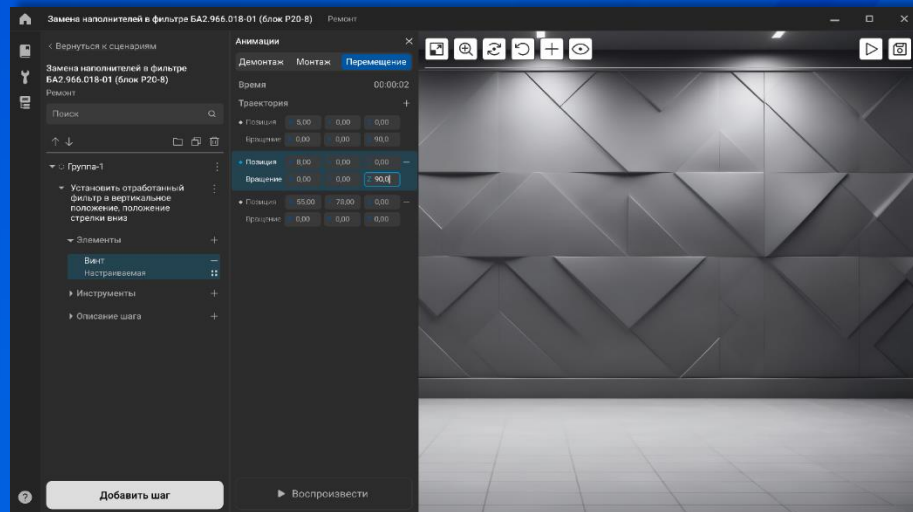 Замена наполнителей в фильтре БА2.966.018-01 (блок Р20-8) Ремонт
< Вернуться к сценариям
Замена наполнителей в фильтре
БА2.966.018-01 (блок Р20-8)
Ремонт
Поиск
Группа-1
Установить отработанный
фильтр в вертикальное
положение, положение
стрелки вниз
Элементы
Винт
Настраиваемая
Инструменты
Описание шага
Добавить шаг
Анимации
Демонтаж Монтаж Перемещение
Время 00:00:02
Траектория
Позиция 5,00 0,00 0,00
Вращение 0,00 0,00 90,0
Позиция 8,00 0,00 0,00
Вращение 0,00 0,00 Z 90,0
Позиция 65,00 78,00 0,00
Вращение 0,00 0,00 0,00
Воспроизвести